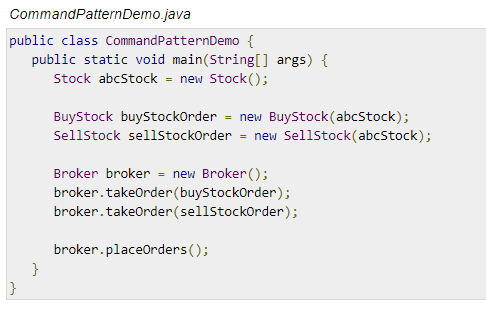 CommandPatternDemo.java
public class CommandPatternDemo {
   public static void main(String[] args) {
      Stock abcStock = new Stock();

      BuyStock buyStockOrder = new BuyStock(abcStock);
      SellStock sellStockOrder = new SellStock(abcStock);

      Broker broker = new Broker();
      broker.takeOrder(buyStockOrder);
      broker.takeOrder(sellStockOrder);

      broker.placeOrders();
   }
}